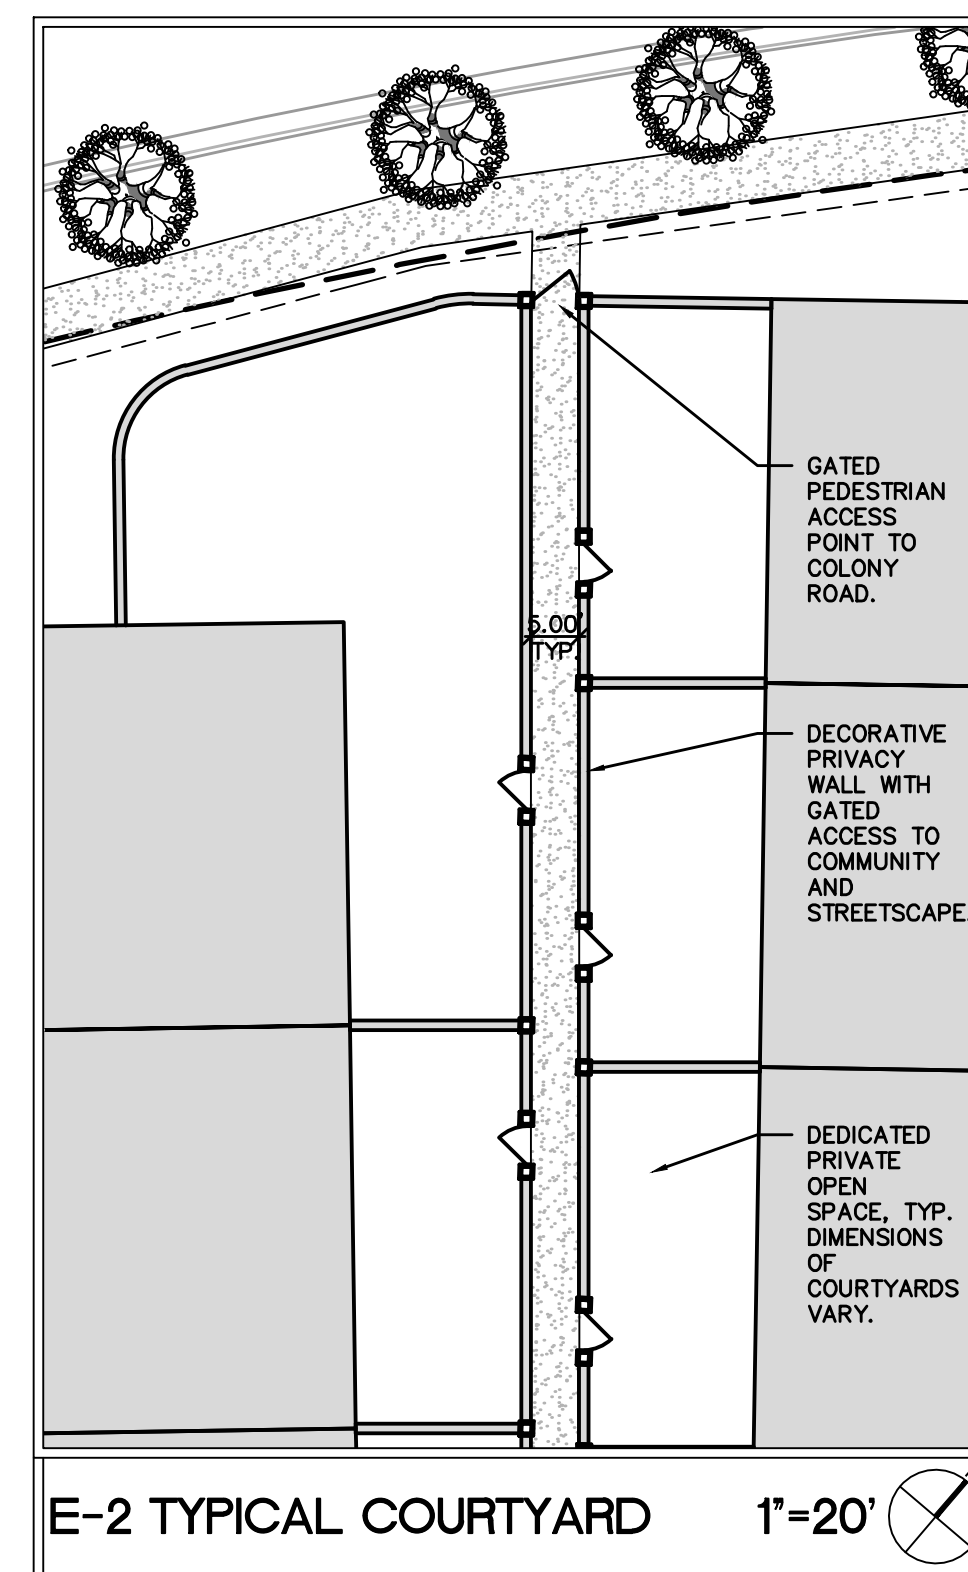 GATED
PEDESTRIAN
ACCESS
POINT TO
COLONY
ROAD.
5.00'
TYP.
DECORATIVE
PRIVACY
WALL WITH
GATED
ACCESS TO
COMMUNITY
AND
STREETSCAPE.
DEDICATED
PRIVATE
OPEN
SPACE, TYP.
DIMENSIONS
OF
COURTYARDS
VARY.
E-2 TYPICAL COURTYARD 1"=20'